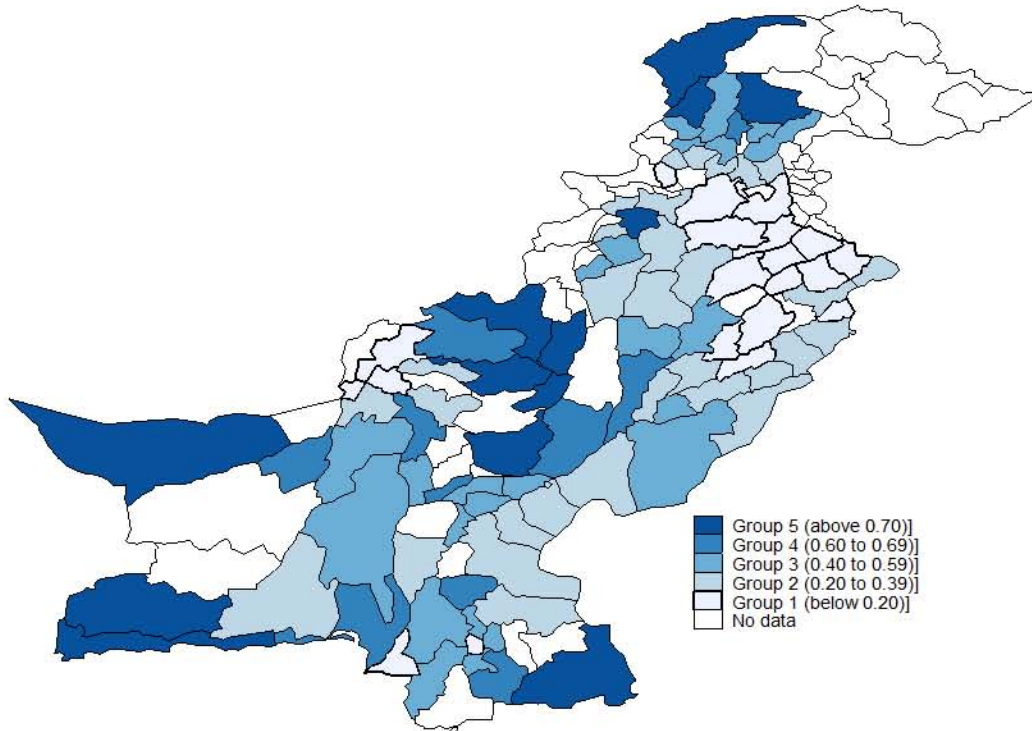 Group 5 (above 0.70)]
Group 4 (0.60 to 0.69)]
Group 3 (0.40 to 0.59)]
Group 2 (0.20 to 0.39)]
Group 1 (below 0.20)]
No data